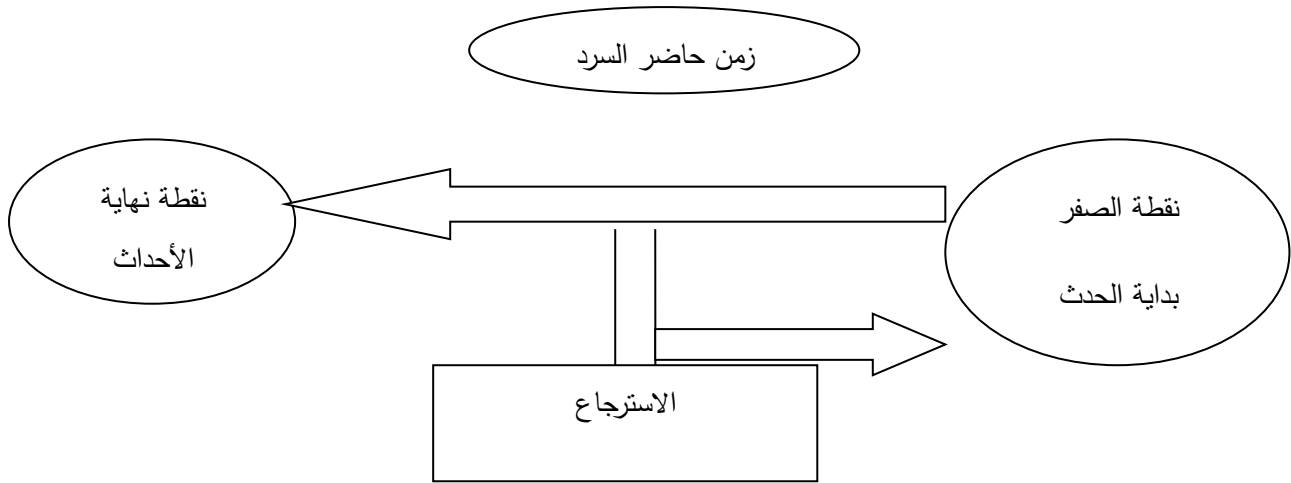 زمن حاضر السرد
نقطة الصفر
بداية الحدث
نقطة نهاية
الأحداث
الاسترجاع